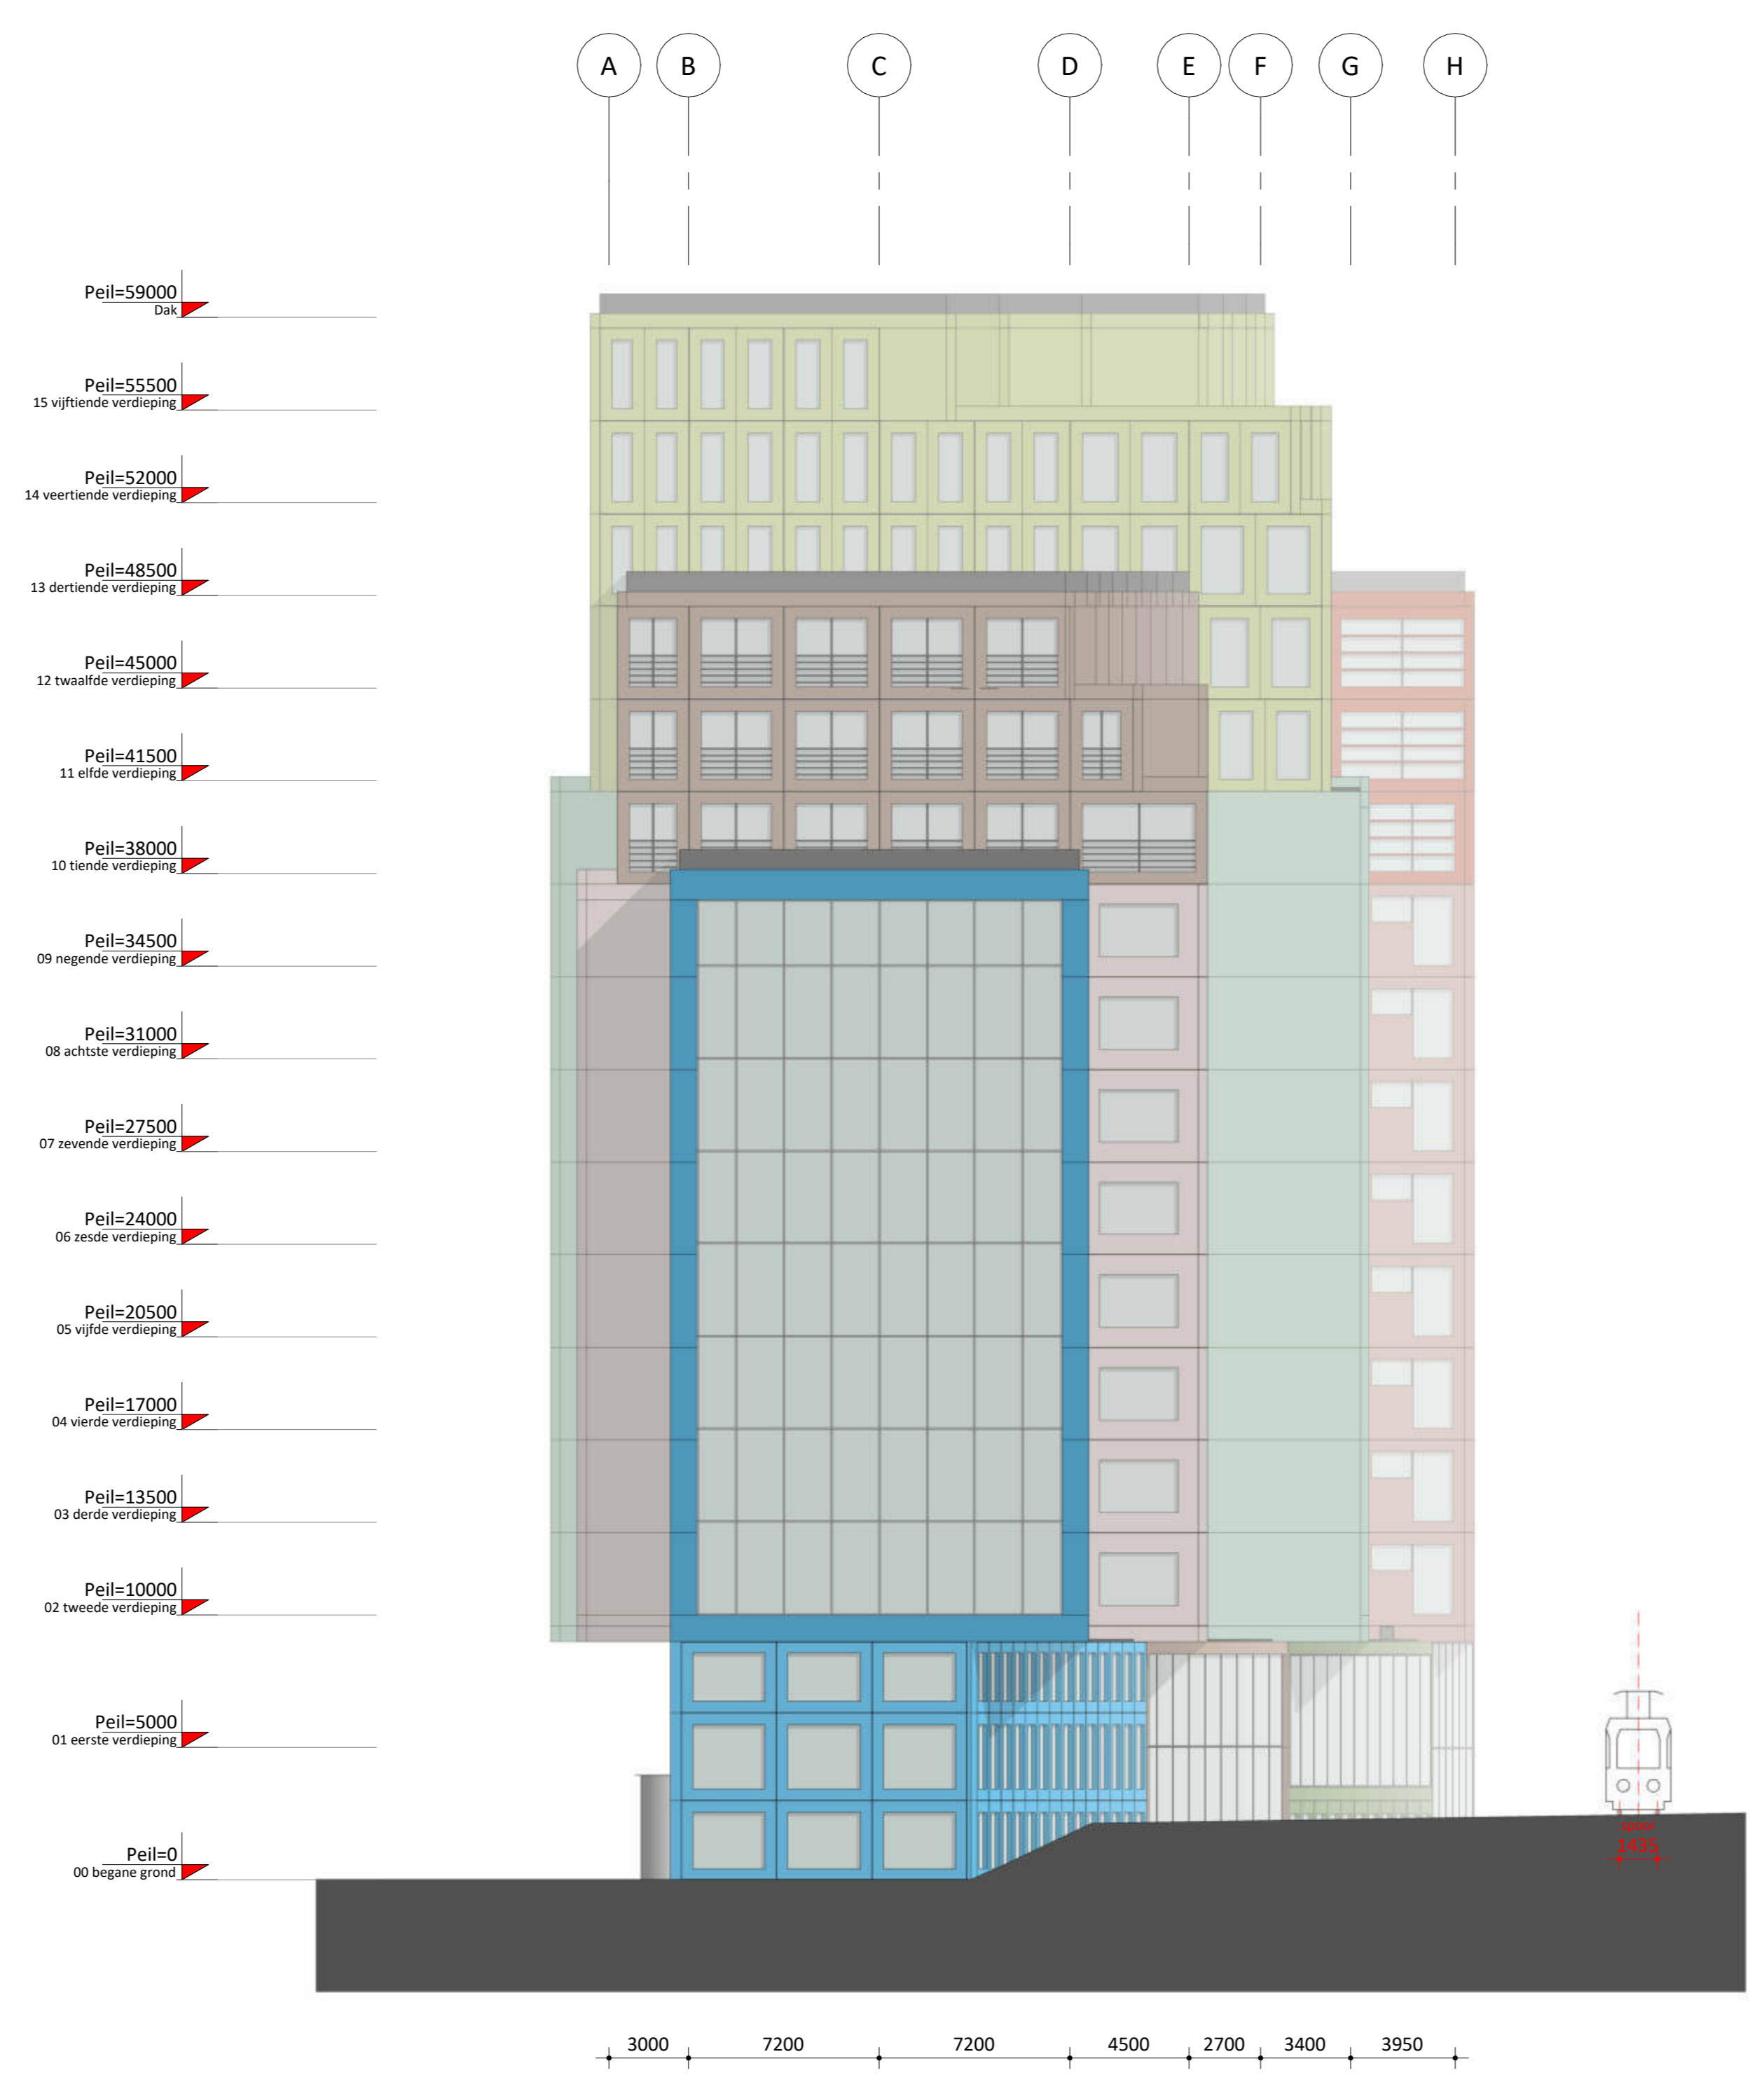 A B C D E F G H
Peil=59000
Dak
Peil=55500
15 vijftiende verdieping
Peil=52000
14 veertiende verdieping
Peil=48500
13 dertiende verdieping
Peil=45000
12 twaalfde verdieping
Peil=41500
11 elfde verdieping
Peil=38000
10 tiende verdieping
Peil=34500
09 negende verdieping
Peil=31000
08 achtste verdieping
Peil=27500
07 zevende verdieping
Peil=24000
06 zesde verdieping
Peil=20500
05 vijfde verdieping
Peil=17000
04 vierde verdieping
Peil=13500
03 derde verdieping
Peil=10000
02 tweede verdieping
Peil=5000
01 eerste verdieping
Peil=0
00 begane grond
spoor
1435
3000 7200 7200 4500 2700 3400 3950